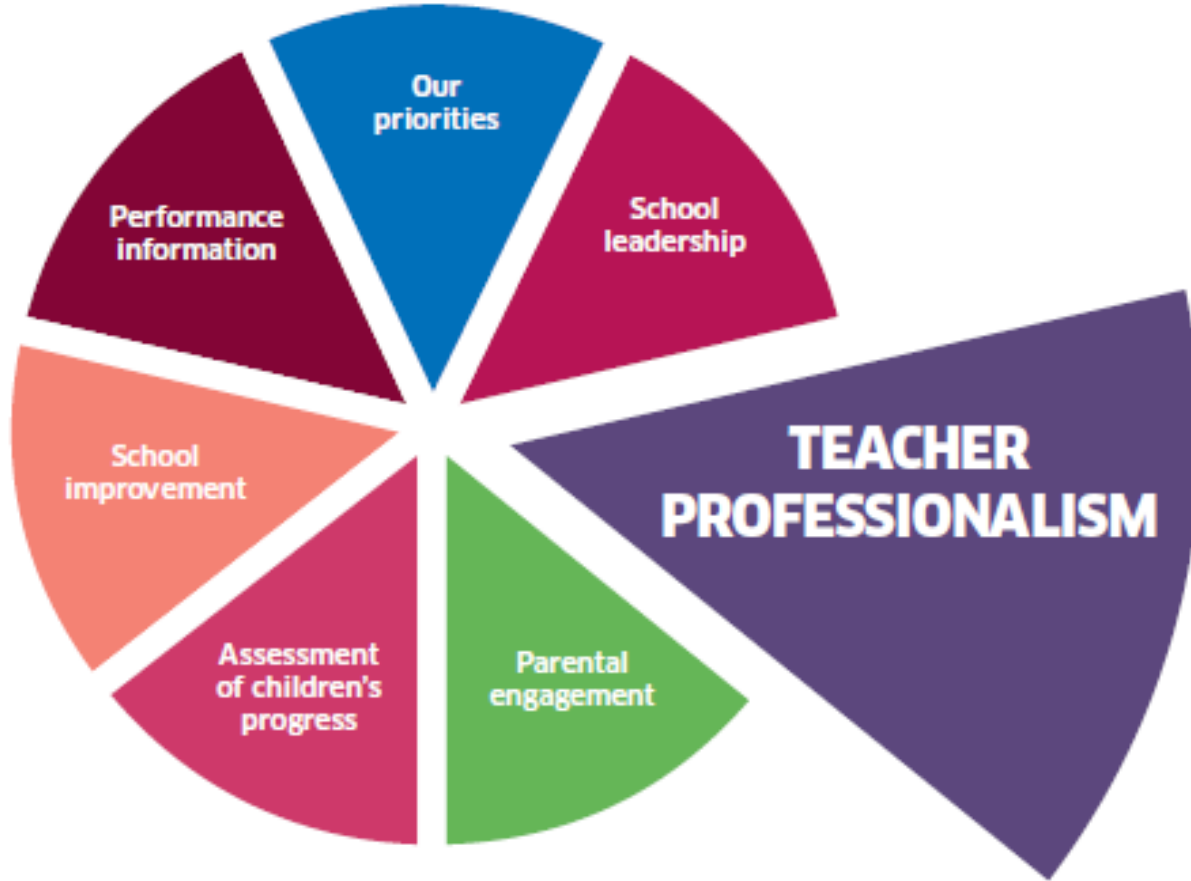 Our
priorities
School
leadership
TEACHER
PROFESSIONALISM
Parental
engagement
Assessment
of children's
progress
School
improvement
Performance
information